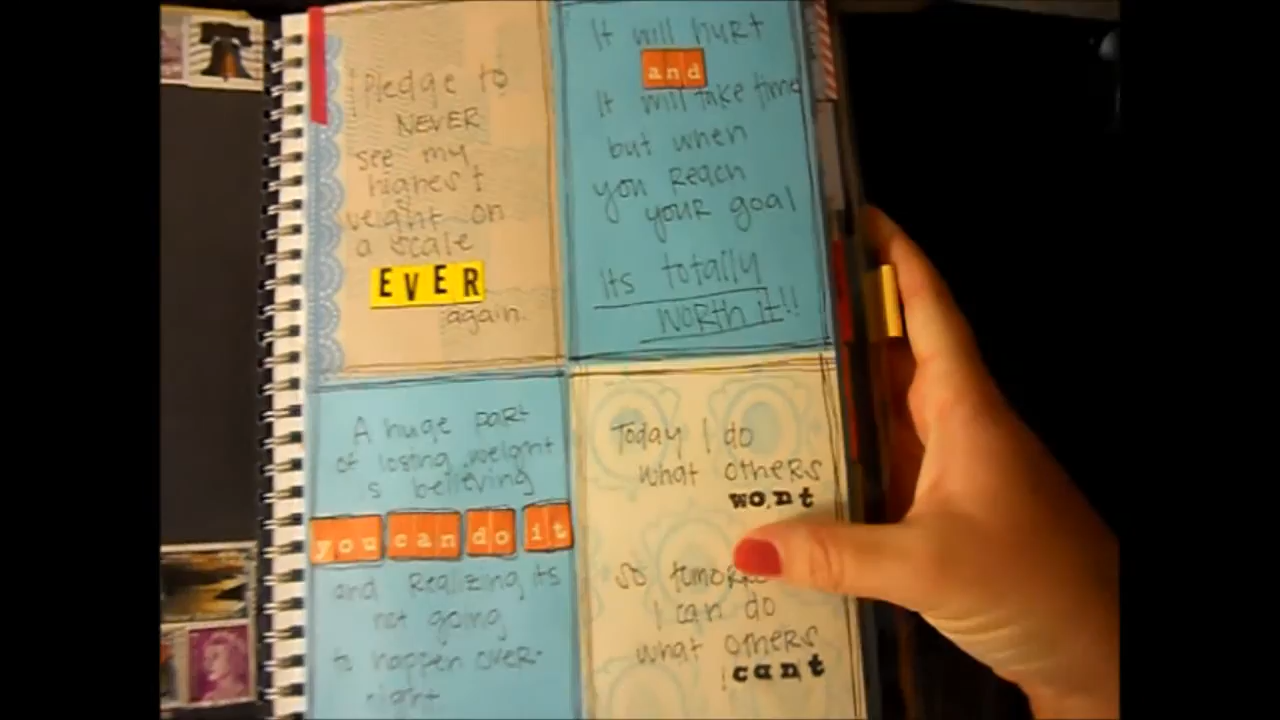 I Pledge to
NEVER
see my
highest
weight on
a scale
EVER
again.
It will hurt
and
It will take time
but when
you reach
your goal
Its totally
worth it!!
A huge part
of losing weight
is believing
you can do it
and Realizing its
not going
to happen over-
night
Today I do
what others
wont
so
I can do
what others
cant